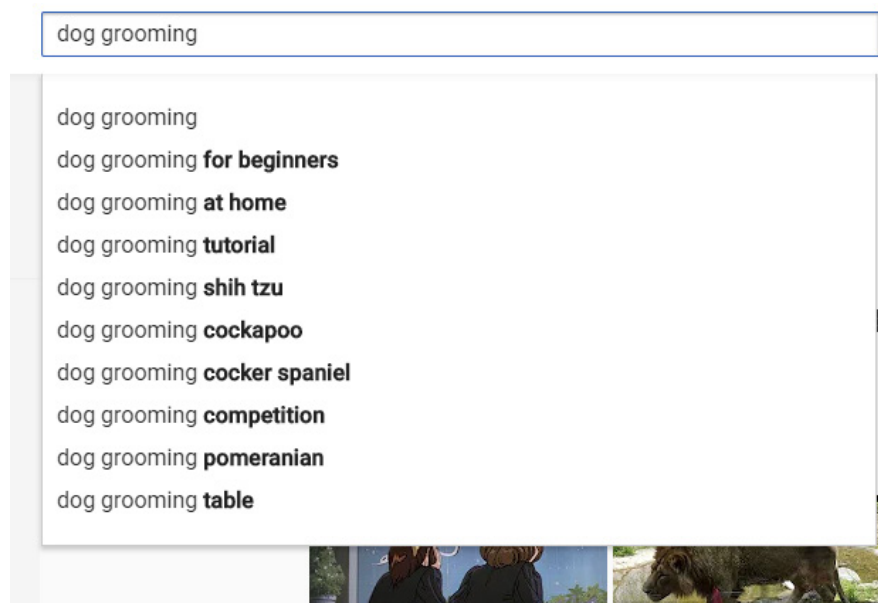 dog grooming
dog grooming
dog grooming for beginners
dog grooming at home
dog grooming tutorial
dog grooming shih tzu
dog grooming cockapoo
dog grooming cocker spaniel
dog grooming competition
dog grooming pomeranian
dog grooming table